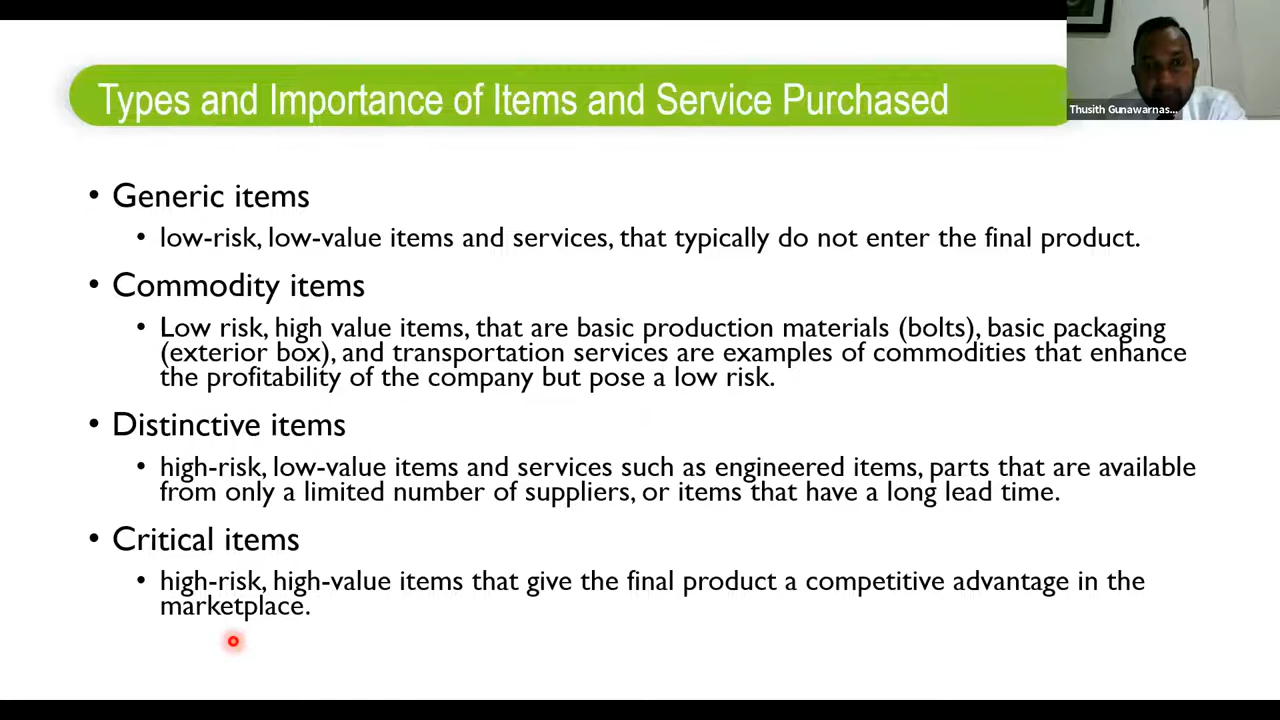 Types and Importance of Items and Service Purchased
Thusith Gunawarnas...
• Generic items
• low-risk, low-value items and services, that typically do not enter the final product.
• Commodity items
• Low risk, high value items, that are basic production materials (bolts), basic packaging
(exterior box), and transportation services are examples of commodities that enhance
the profitability of the company but pose a low risk.
• Distinctive items
• high-risk, low-value items and services such as engineered items, parts that are available
from only a limited number of suppliers, or items that have a long lead time.
• Critical items
• high-risk, high-value items that give the final product a competitive advantage in the
marketplace.